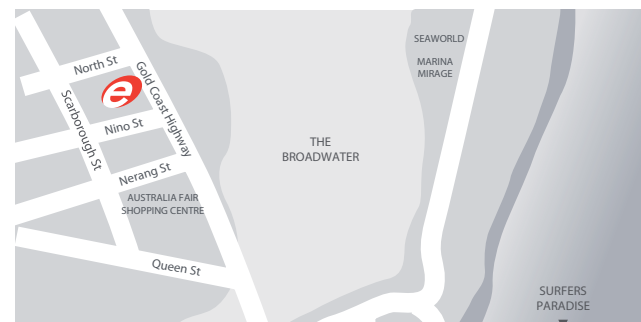 North St
e
Gold Coast Highway
Scarborough St
Nino St
Nerang St
AUSTRALIA FAIR
SHOPPING CENTRE
Queen St
THE
BROADWATER
SEAWORLD
MARINA
MIRAGE
SURFERS
PARADISE